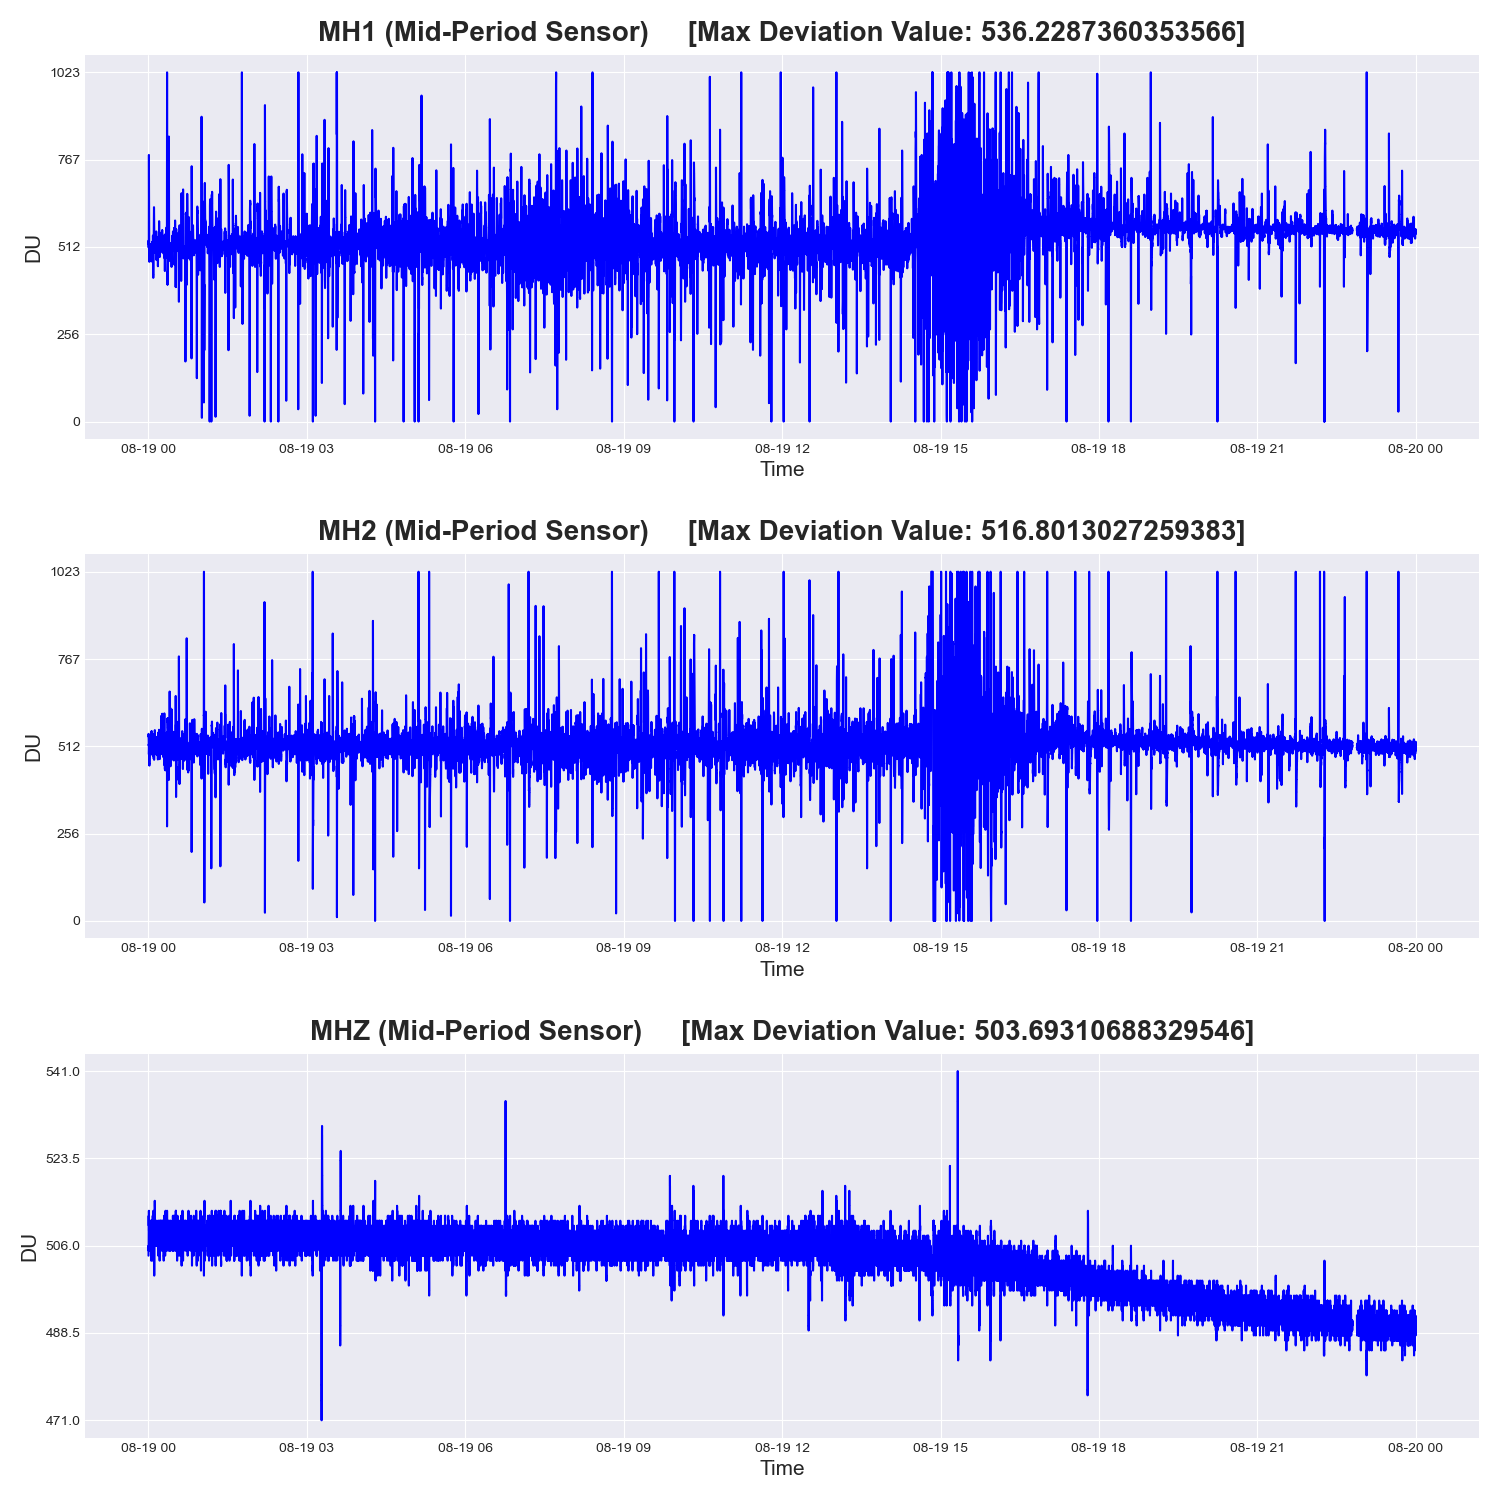 MH1 (Mid-Period Sensor) [Max Deviation Value: 536.2287360353566]
1023
767
512
256
0
DU
08-19 00 08-19 03 08-19 06 08-19 09 08-19 12 08-19 15 08-19 18 08-19 21 08-20 00
Time
MH2 (Mid-Period Sensor) [Max Deviation Value: 516.8013027259383]
1023
767
512
256
0
DU
08-19 00 08-19 03 08-19 06 08-19 09 08-19 12 08-19 15 08-19 18 08-19 21 08-20 00
Time
MHZ (Mid-Period Sensor) [Max Deviation Value: 503.69310688329546]
541.0
523.5
506.0
488.5
471.0
DU
08-19 00 08-19 03 08-19 06 08-19 09 08-19 12 08-19 15 08-19 18 08-19 21 08-20 00
Time